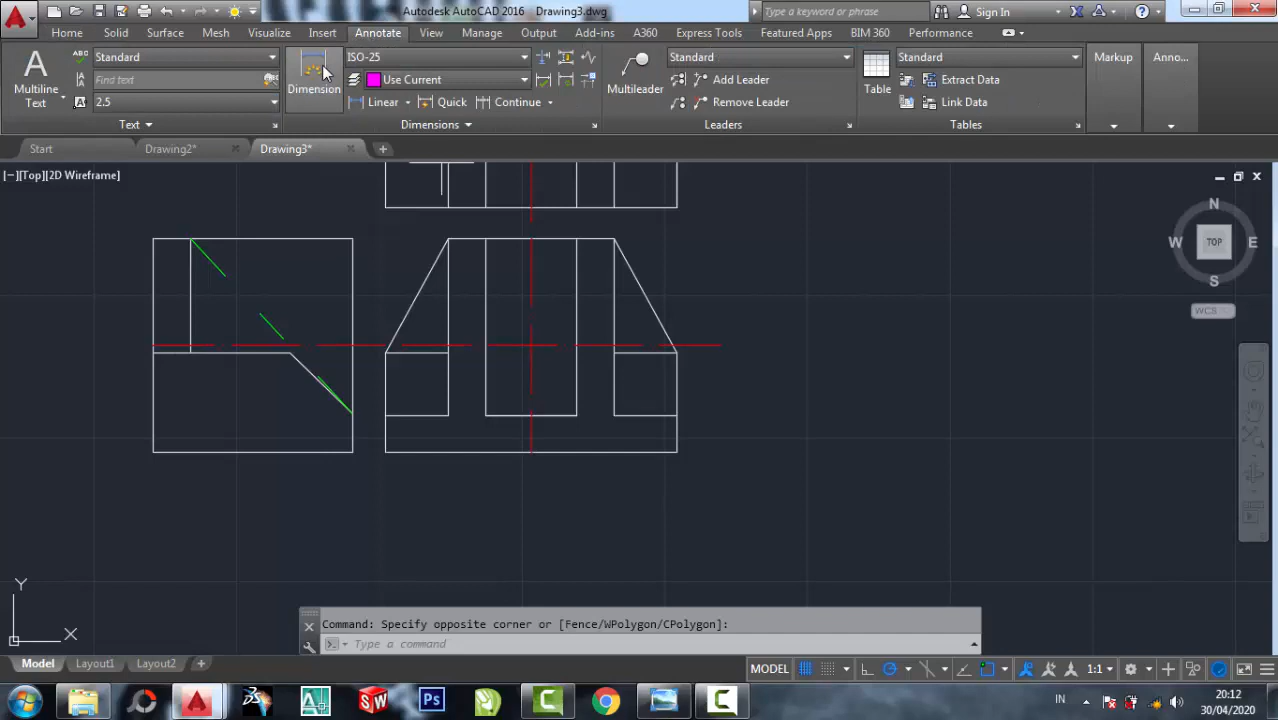 Autodesk AutoCAD 2016 Drawing3.dwg
Type a keyword or phrase
Sign In
Home Solid Surface Mesh Visualize Insert Annotate View Manage Output Add-ins A360 Express Tools Featured Apps BIM 360 Performance
Multiline Text
Standard
Find text
2.5
Text
Dimension
ISO-25
Use Current
Linear Quick Continue
Dimensions
Multileader
Standard
Add Leader
Remove Leader
Leaders
Table
Standard
Extract Data
Link Data
Tables
Markup
Anno...
Start Drawing2* Drawing3*
[−][Top][2D Wireframe]
N
W TOP E
S
WCS
Y
X
Command: Specify opposite corner or [Fence/WPolygon/CPolygon]:
Type a command
Model Layout1 Layout2
MODEL
1:1
Ps
IN
20:12
30/04/2020